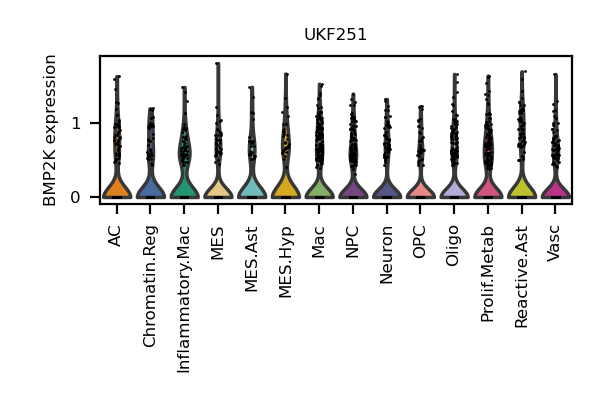 UKF251
BMP2K expression
1
0
AC
Chromatin.Reg
Inflammatory.Mac
MES
MES.Ast
MES.Hyp
Mac
NPC
Neuron
OPC
Oligo
Prolif.Metab
Reactive.Ast
Vasc